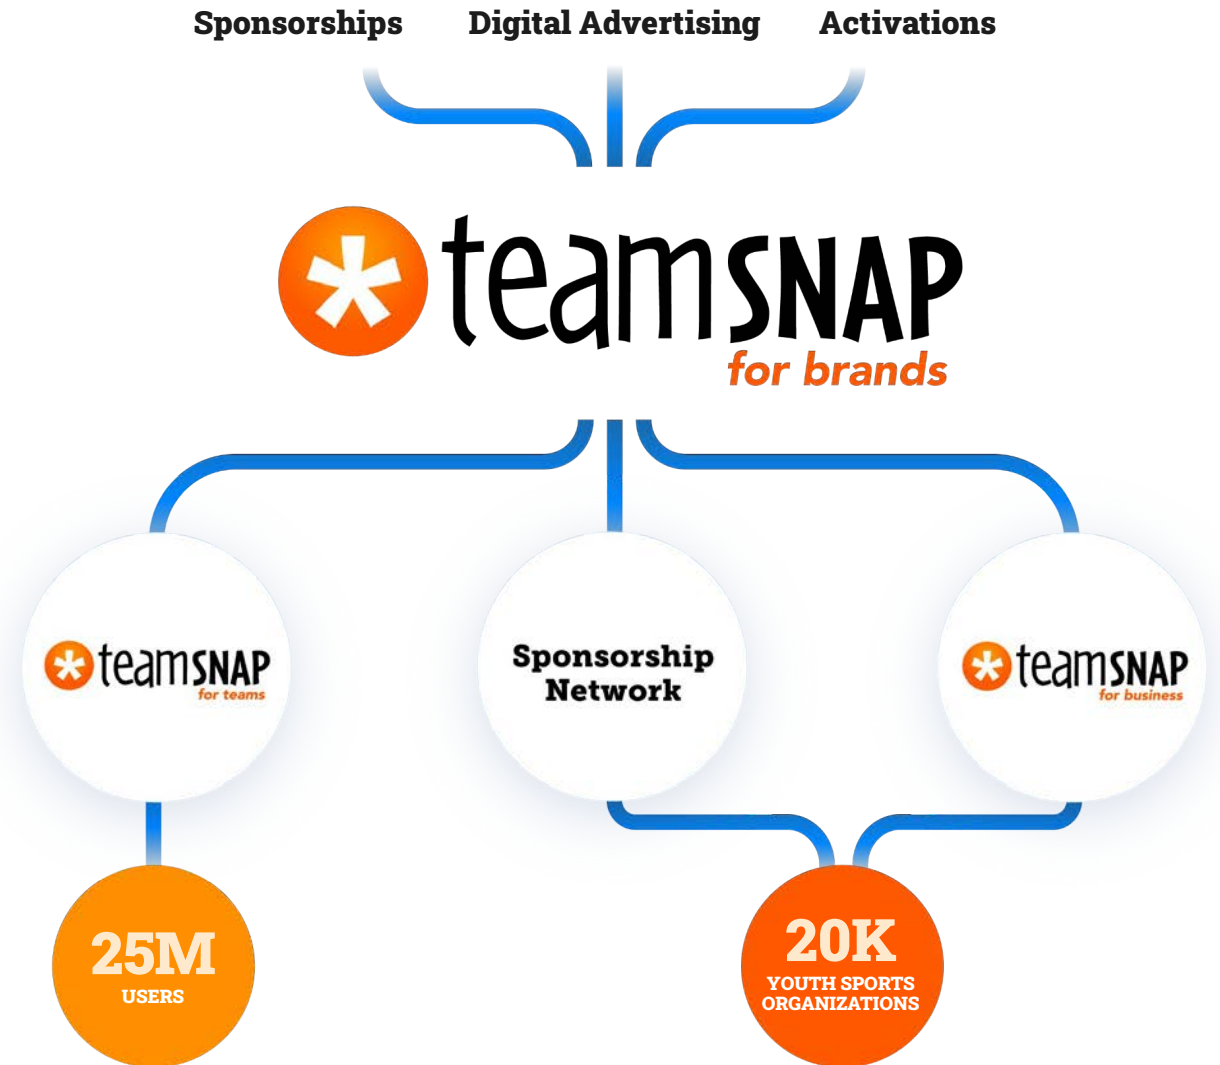 Sponsorships Digital Advertising Activations
teamsnap
for brands
teamsnap
for teams
Sponsorship
Network
teamsnap
for business
25M
USERS
20K
YOUTH SPORTS
ORGANIZATIONS